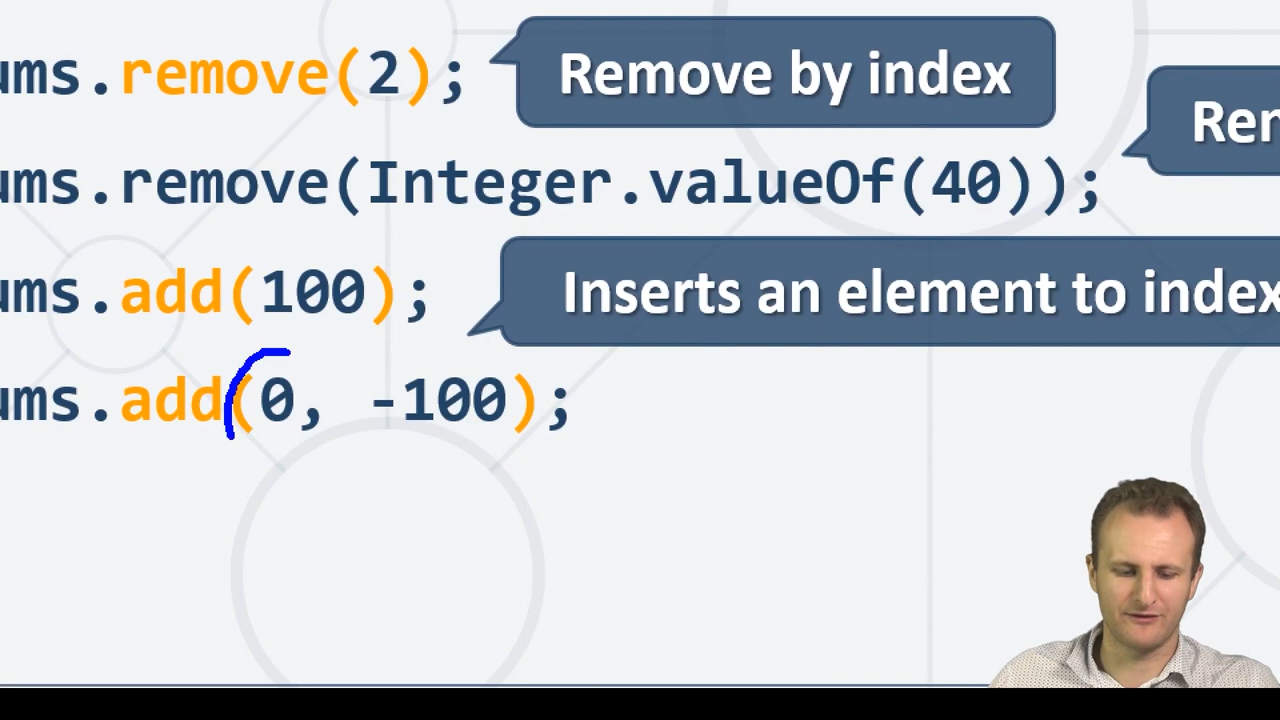 ums.remove(2);
Remove by index
ums.remove(Integer.valueOf(40));
Rem
ums.add(100);
Inserts an element to index
ums.add(0, -100);